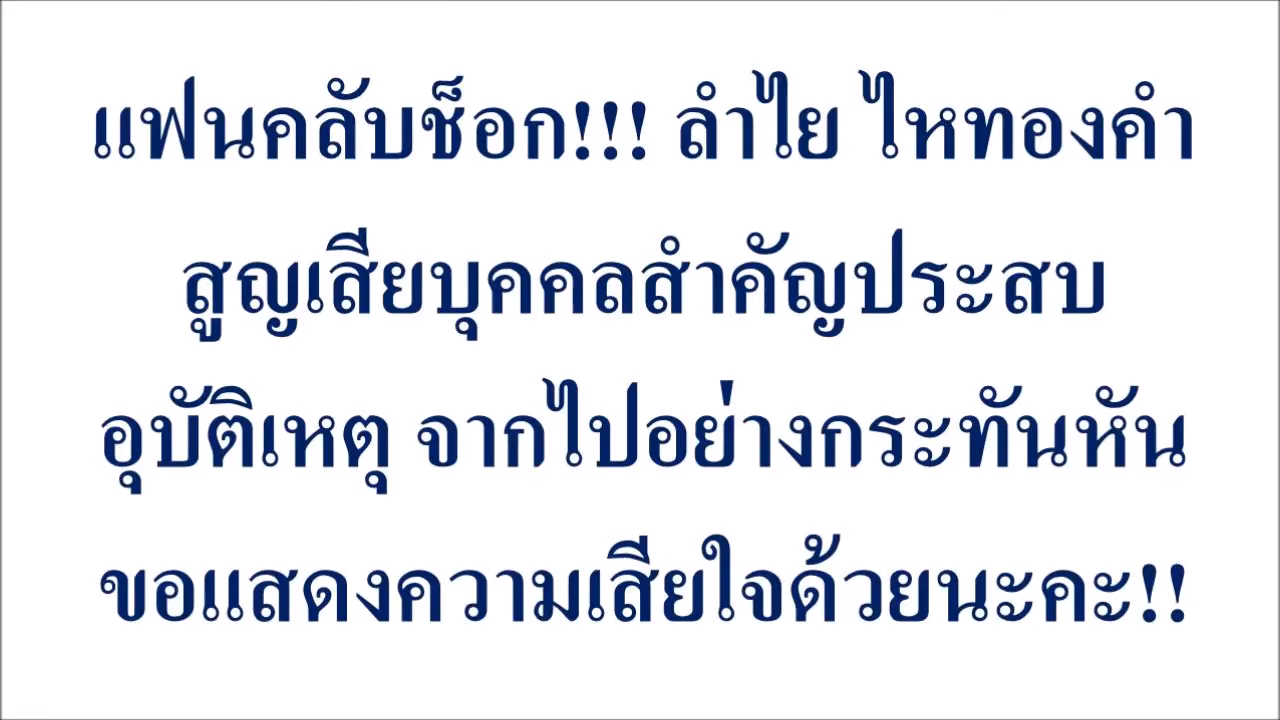 แฟนคลับช็อก!!! ลำไย ไหทองคำ
สูญเสียบุคคลสำคัญประสบ
อุบัติเหตุ จากไปอย่างกระทันหัน
ขอแสดงความเสียใจด้วยนะคะ!!